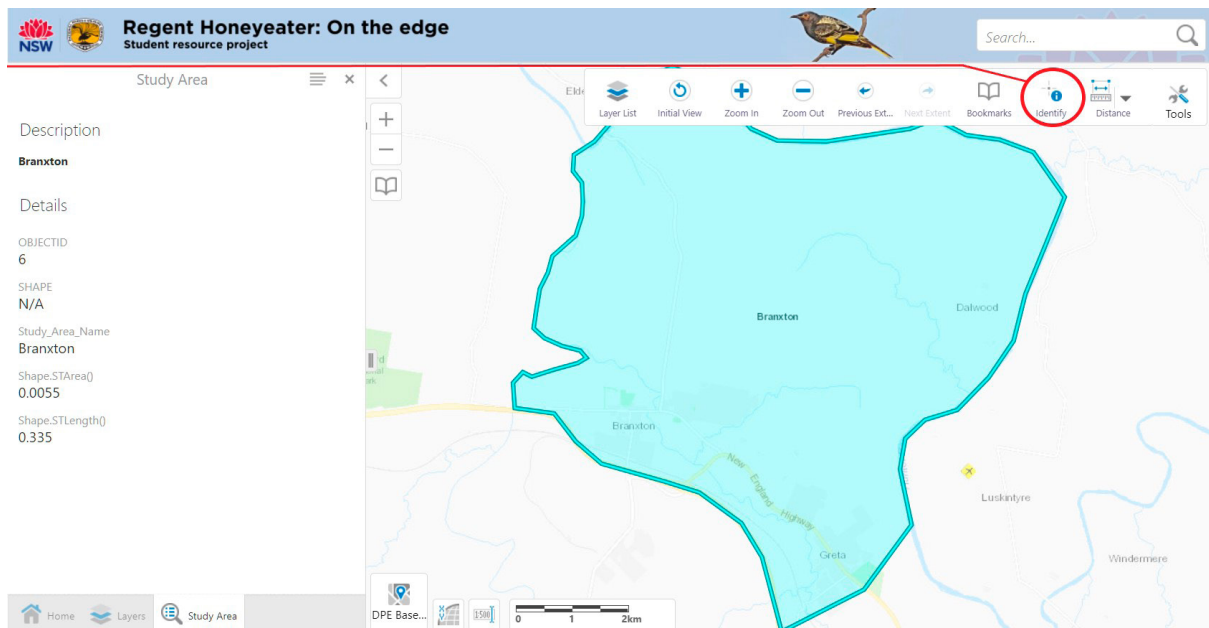 NSW
Regent Honeyeater: On the edge
Student resource project
Search...
Study Area
Description
Branxton
Details
OBJECTID
6
SHAPE
N/A
Study_Area_Name
Branxton
Shape.STArea()
0.0055
Shape.STLength()
0.335
Home
Layers
Study Area
Layer List
Initial View
Zoom In
Zoom Out
Previous Ext...
Next Extent
Bookmarks
Identify
Distance
Tools
Branxton
Dalwood
Branxton
New England Highway
Greta
Luskintyre
Windermere
DPE Base...
X
Y
1:500
0 1 2km